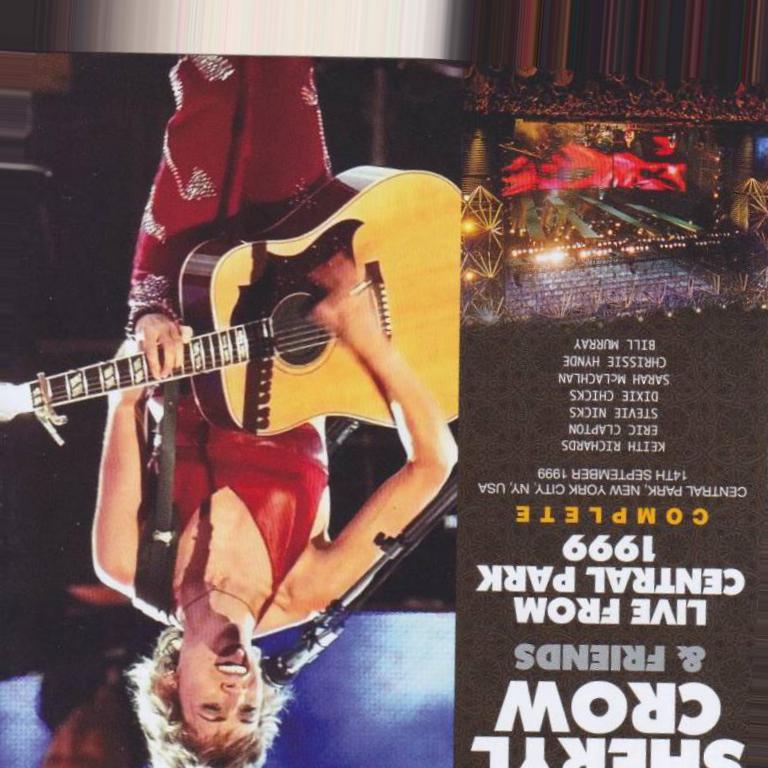 SHERYL
CROW
& FRIENDS
LIVE FROM
CENTRAL PARK
1999
COMPLETE
CENTRAL PARK, NEW YORK CITY, NY, USA
14TH SEPTEMBER 1999
KEITH RICHARDS
ERIC CLAPTON
STEVIE NICKS
DIXIE CHICKS
SARAH McLACHLAN
CHRISSIE HYNDE
BILL MURRAY